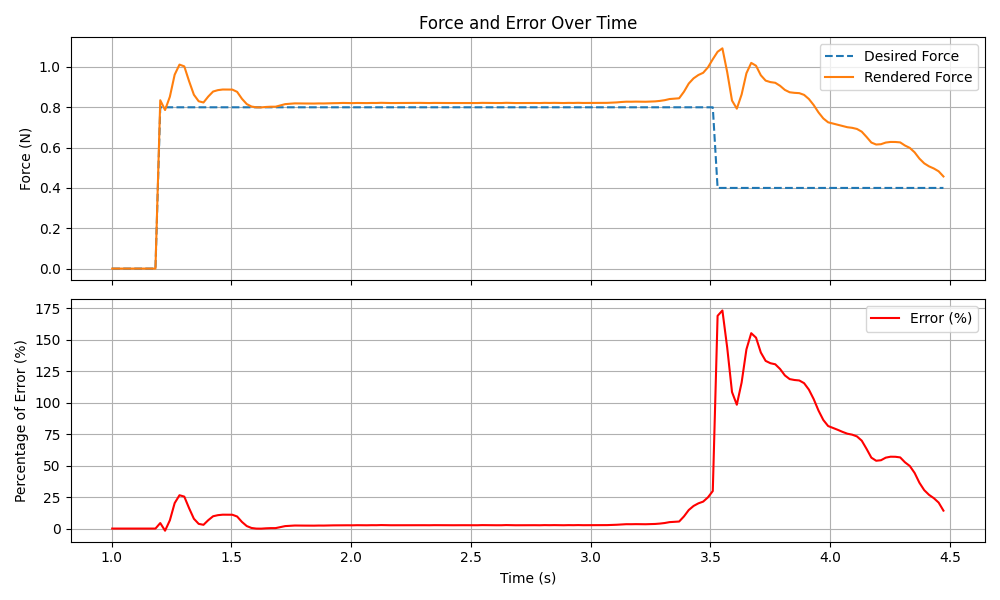 Force and Error Over Time
Force (N)
1.0
0.8
0.6
0.4
0.2
0.0
Desired Force
Rendered Force
Percentage of Error (%)
175
150
125
100
75
50
25
0
Error (%)
1.0 1.5 2.0 2.5 3.0 3.5 4.0 4.5
Time (s)